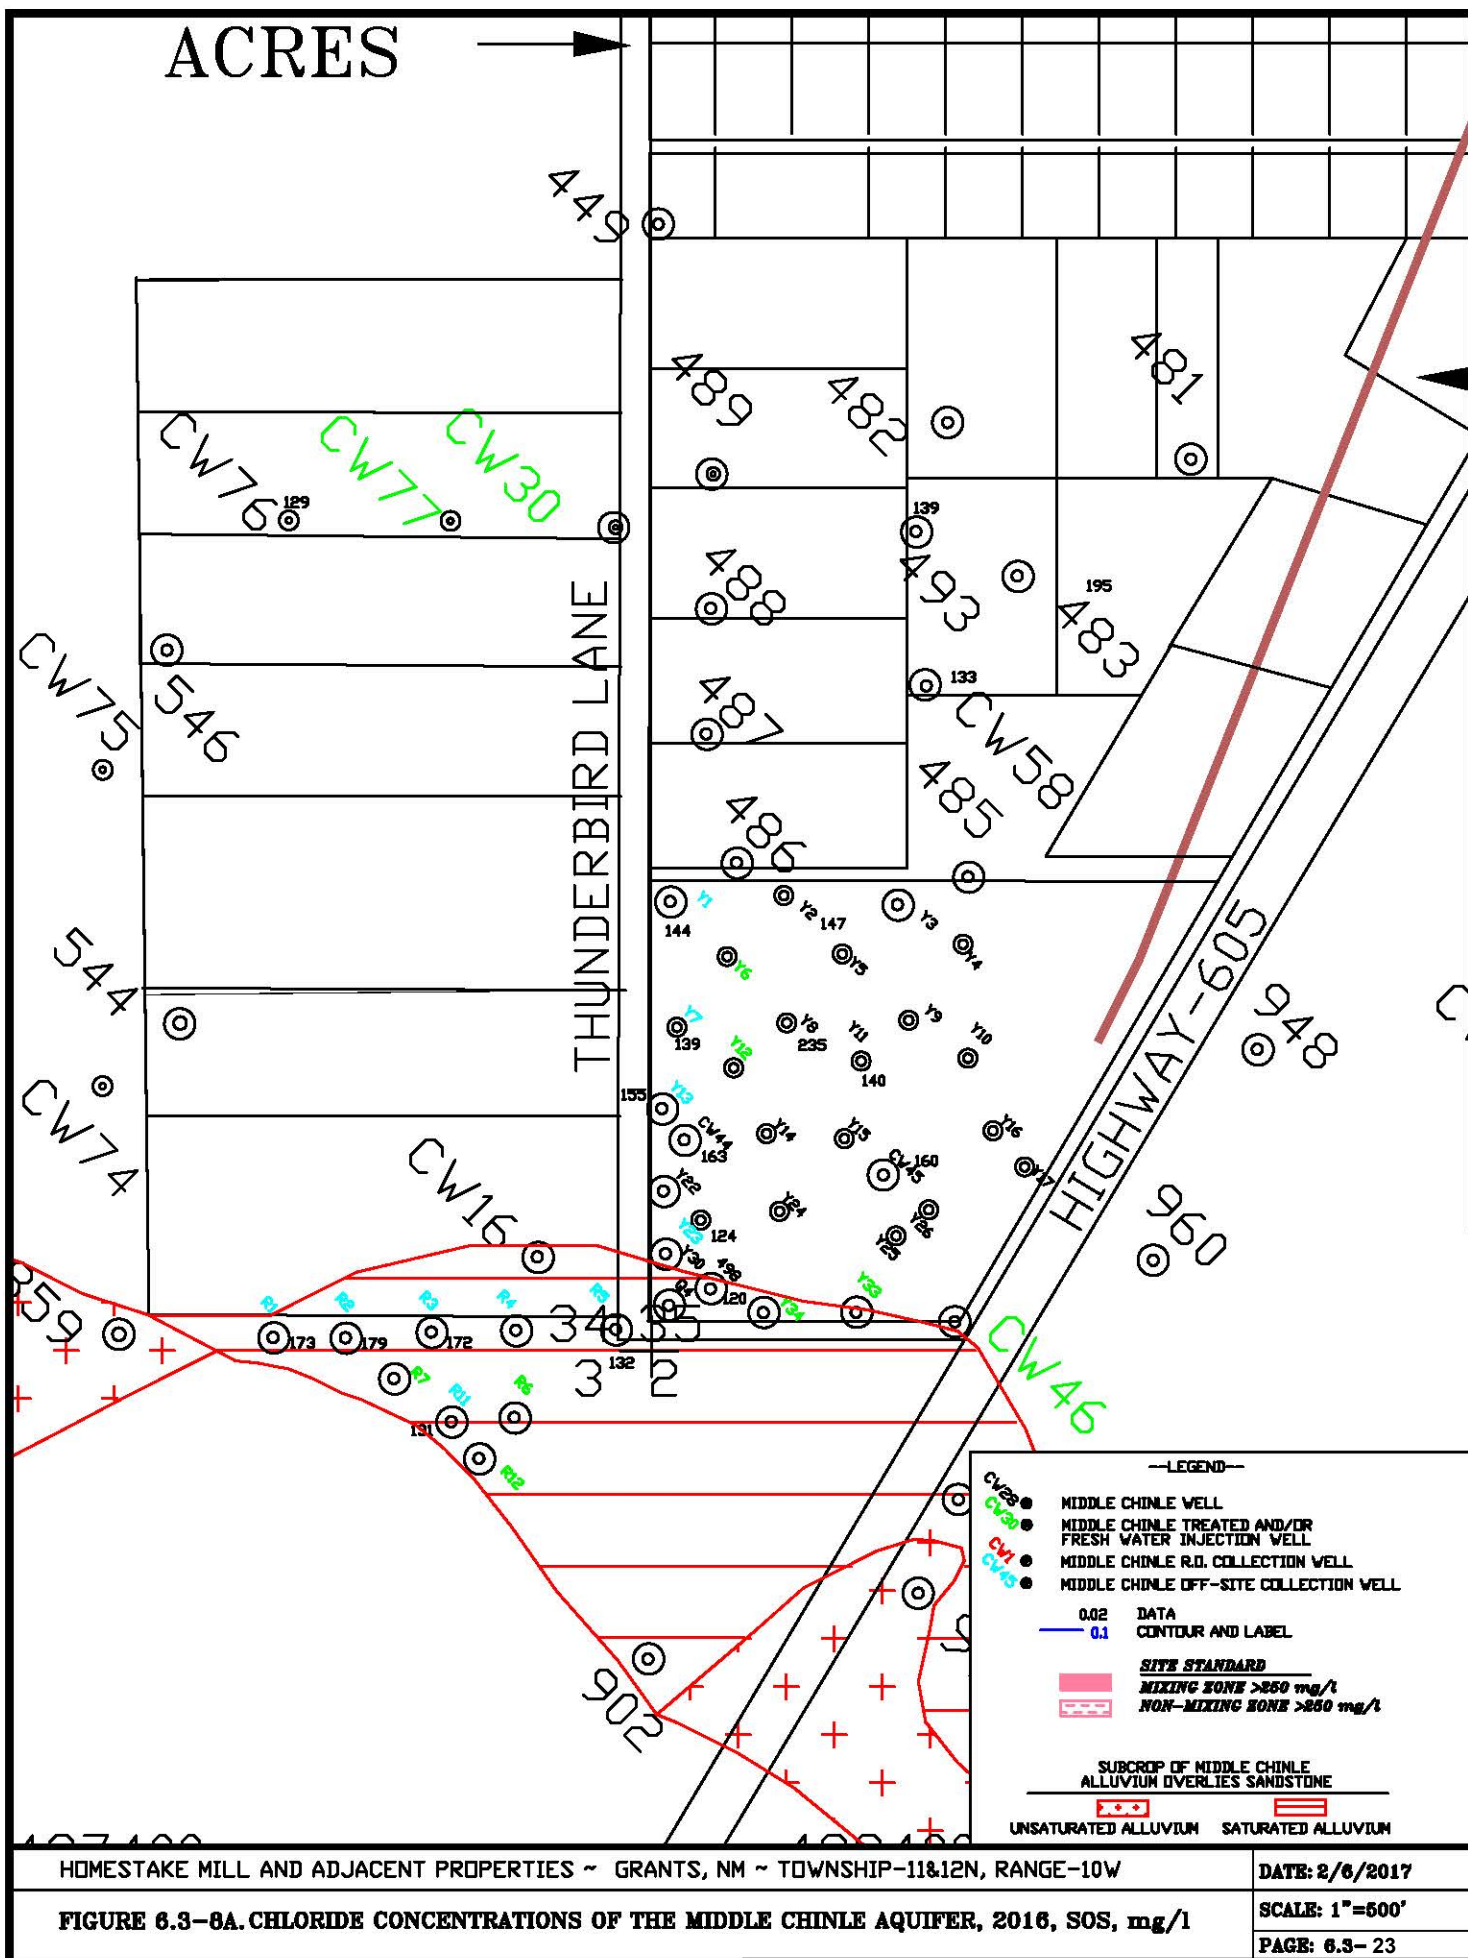 ACRES
449
481
489
482
CW76
CW77
CW30
129
139
488
493
195
483
THUNDERBIRD LANE
CW75
546
487
133
CW58
485
486
Y1
144
Y2
147
Y3
Y4
Y5
Y6
544
HIGHWAY-605
948
Y7
139
Y8
235
Y9
Y10
Y11
140
Y12
155
Y13
CW74
CW44
163
Y14
Y15
Y16
Y17
CW45
160
CW16
Y22
960
Y23
124
Y24
Y25
Y26
Y30
498
120
Y33
Y34
859
R1
R2
R3
R4
R5
173
179
172
34
35
132
3
2
CW46
R7
R11
R6
131
R12
902
--LEGEND--
CW28 MIDDLE CHINLE WELL
CW30 MIDDLE CHINLE TREATED AND/OR
FRESH WATER INJECTION WELL
CW1 MIDDLE CHINLE R.O. COLLECTION WELL
CW45 MIDDLE CHINLE OFF-SITE COLLECTION WELL
0.02 DATA
0.1 CONTOUR AND LABEL
SITE STANDARD
MIXING ZONE >250 mg/l
NON-MIXING ZONE >250 mg/l
SUBCROP OF MIDDLE CHINLE
ALLUVIUM OVERLIES SANDSTONE
UNSATURATED ALLUVIUM SATURATED ALLUVIUM
HOMESTAKE MILL AND ADJACENT PROPERTIES ~ GRANTS, NM ~ TOWNSHIP-11&12N, RANGE-10W
DATE: 2/6/2017
FIGURE 6.3-8A. CHLORIDE CONCENTRATIONS OF THE MIDDLE CHINLE AQUIFER, 2016, SOS, mg/l
SCALE: 1"=500'
PAGE: 6.3- 23